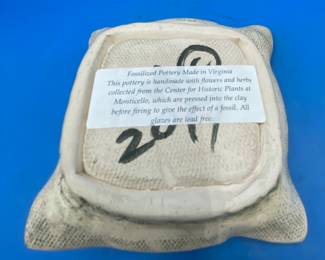 Fossilized Pottery Made in Virginia
This pottery is handmade with flowers and herbs
collected from the Center for Historic Plants at
Monticello, which are pressed into the clay
before firing to give the effect of a fossil. All
glazes are lead free.